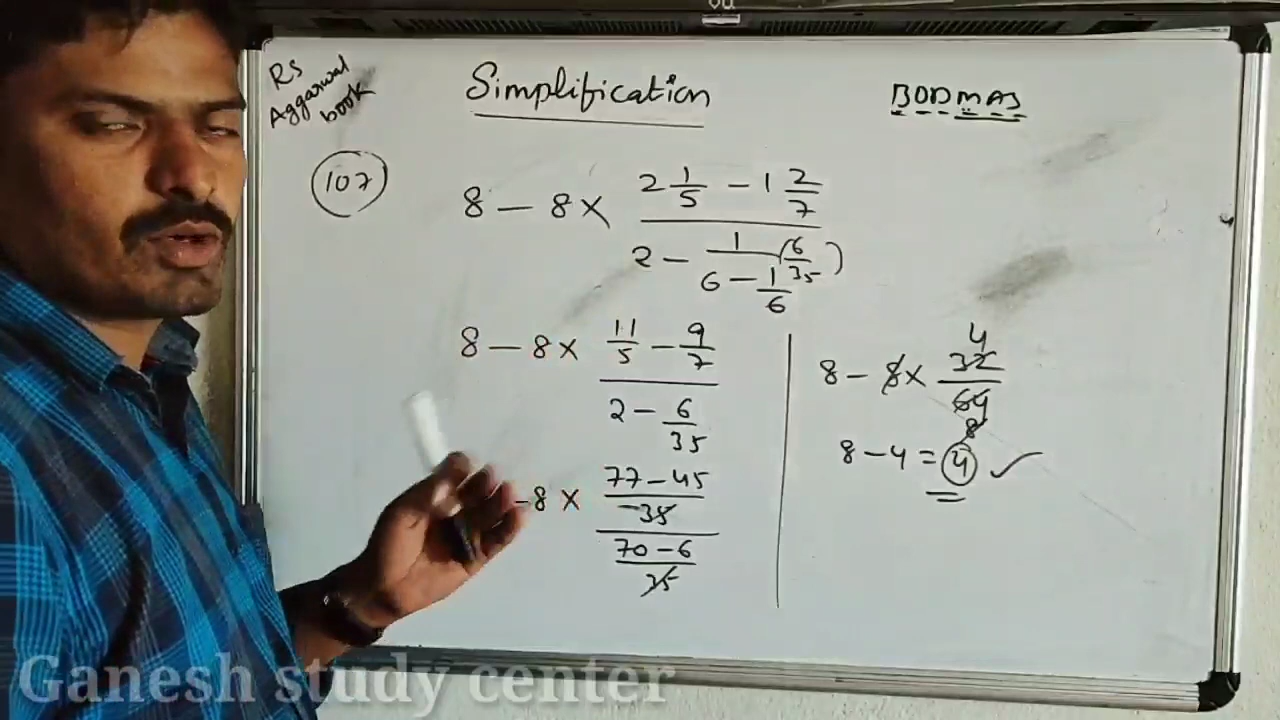 RS
Aggarwal
book
Simplification
BODMAS
107
8 - 8 × (2 1/5 - 1 2/7) / (2 - 1/(6 - 1/6)) (6/35)
8 - 8 × (11/5 - 9/7) / (2 - 6/35)
- 8 × ((77 - 45)/35) / ((70 - 6)/35)
8 - 8 × 32/64
4
8
8 - 4 = 4 ✓
Ganesh study center